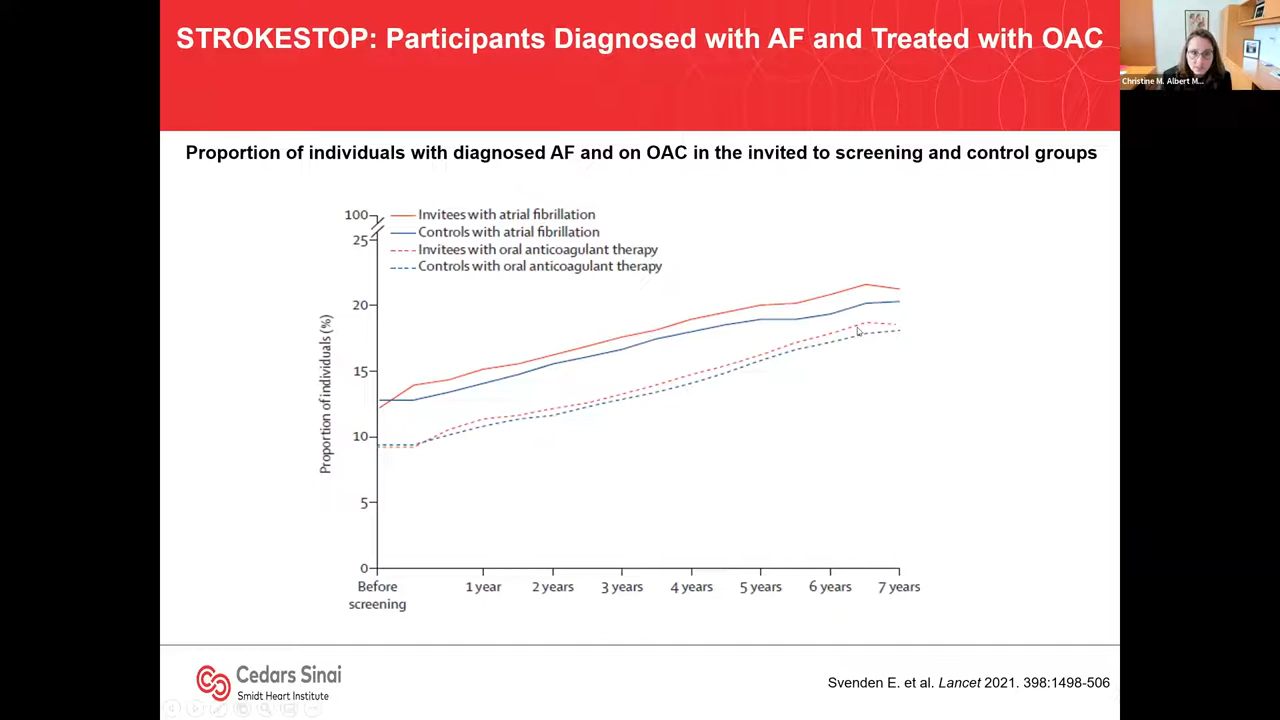 STROKESTOP: Participants Diagnosed with AF and Treated with OAC
Christine M. Albert M...
Proportion of individuals with diagnosed AF and on OAC in the invited to screening and control groups
100
25
20
15
10
5
0
Proportion of individuals (%)
Invitees with atrial fibrillation
Controls with atrial fibrillation
Invitees with oral anticoagulant therapy
Controls with oral anticoagulant therapy
Before
screening
1 year
2 years
3 years
4 years
5 years
6 years
7 years
Cedars Sinai
Smidt Heart Institute
Svenden E. et al. Lancet 2021. 398:1498-506